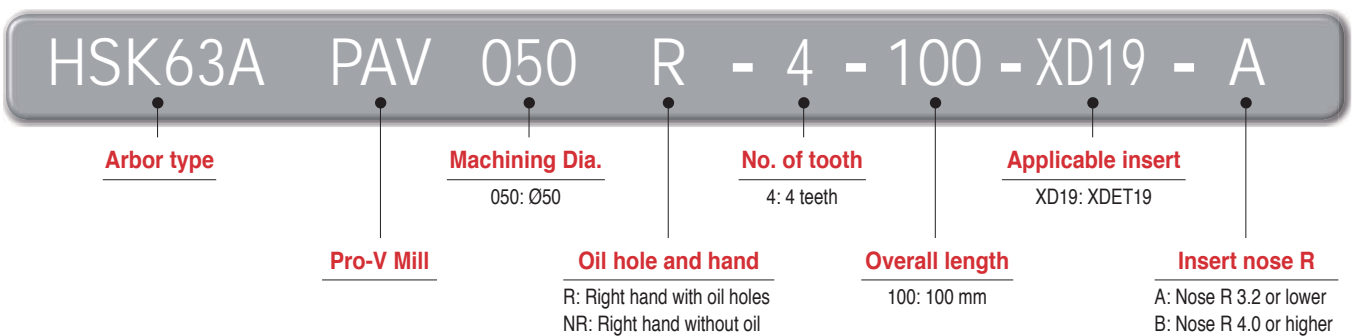 HSK63A PAV 050 R - 4 - 100 - XD19 - A
Arbor type
Machining Dia.
050: Ø50
No. of tooth
4: 4 teeth
Applicable insert
XD19: XDET19
Pro-V Mill
Oil hole and hand
R: Right hand with oil holes
NR: Right hand without oil
Overall length
100: 100 mm
Insert nose R
A: Nose R 3.2 or lower
B: Nose R 4.0 or higher